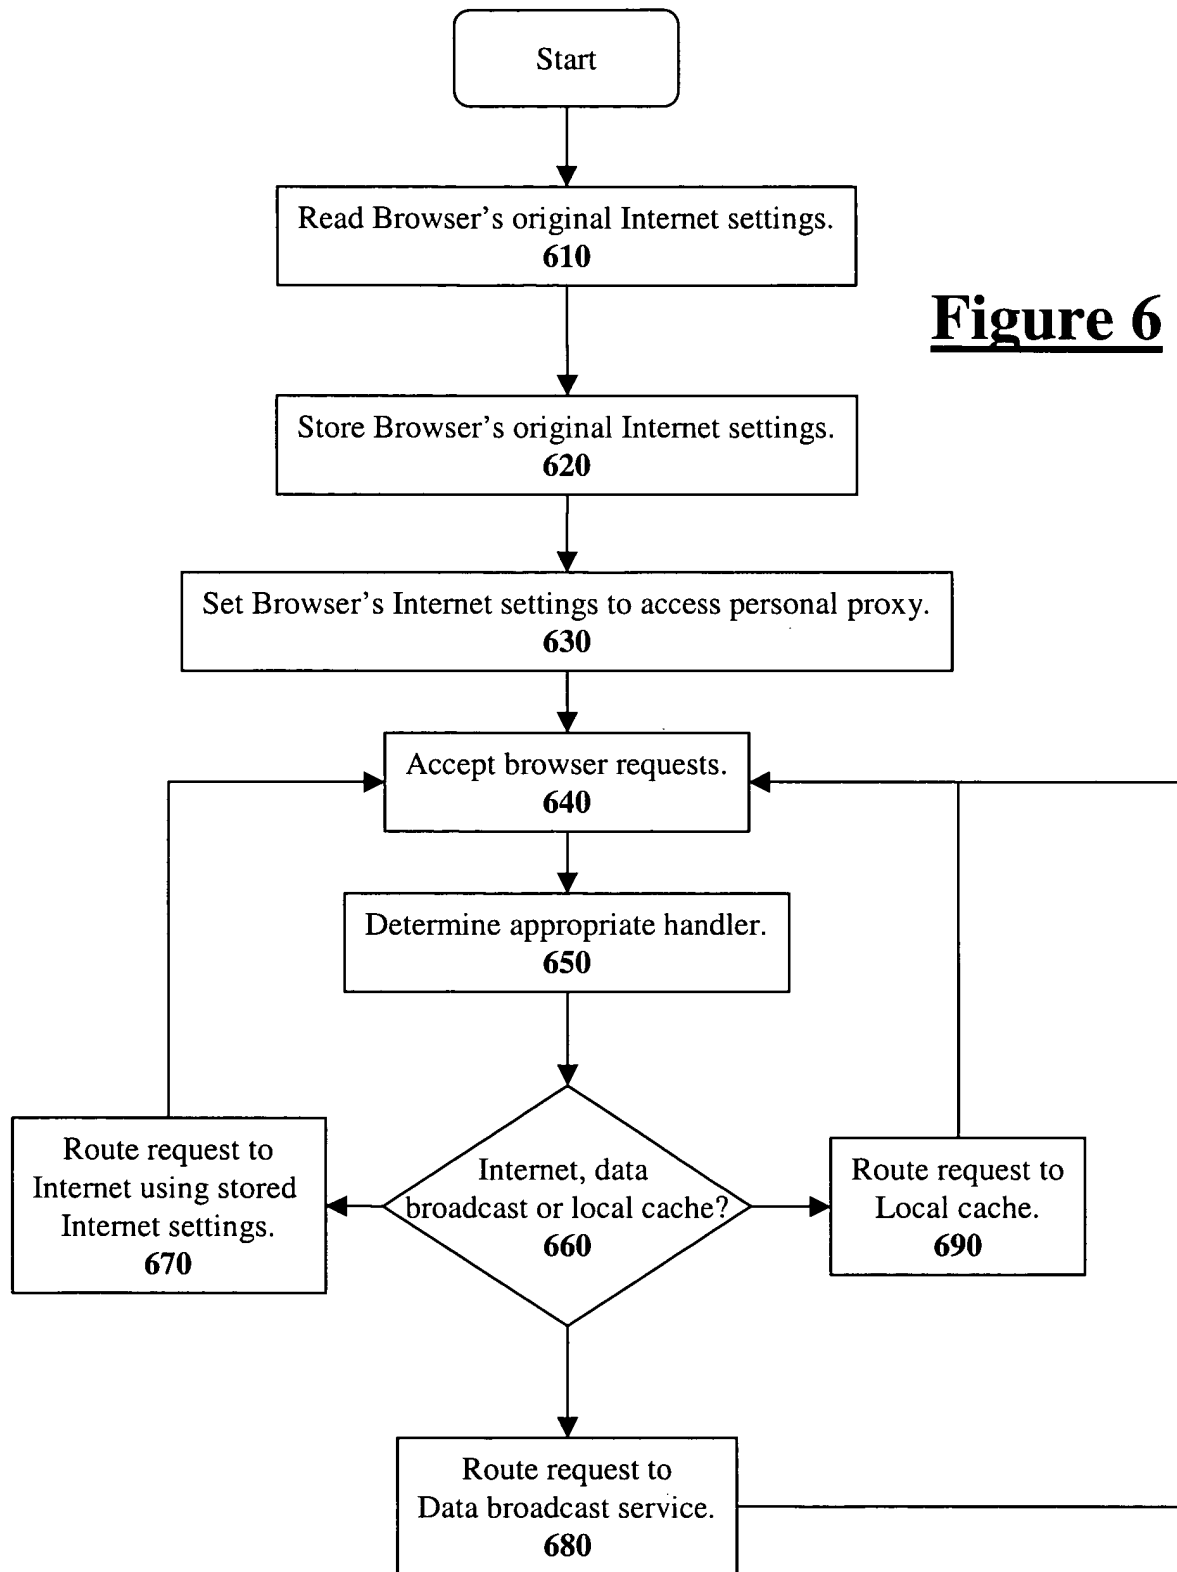 Start
Read Browser's original Internet settings.
610
Figure 6
Store Browser's original Internet settings.
620
Set Browser's Internet settings to access personal proxy.
630
Accept browser requests.
640
Determine appropriate handler.
650
Internet, data
broadcast or local cache?
660
Route request to
Internet using stored
Internet settings.
670
Route request to
Local cache.
690
Route request to
Data broadcast service.
680